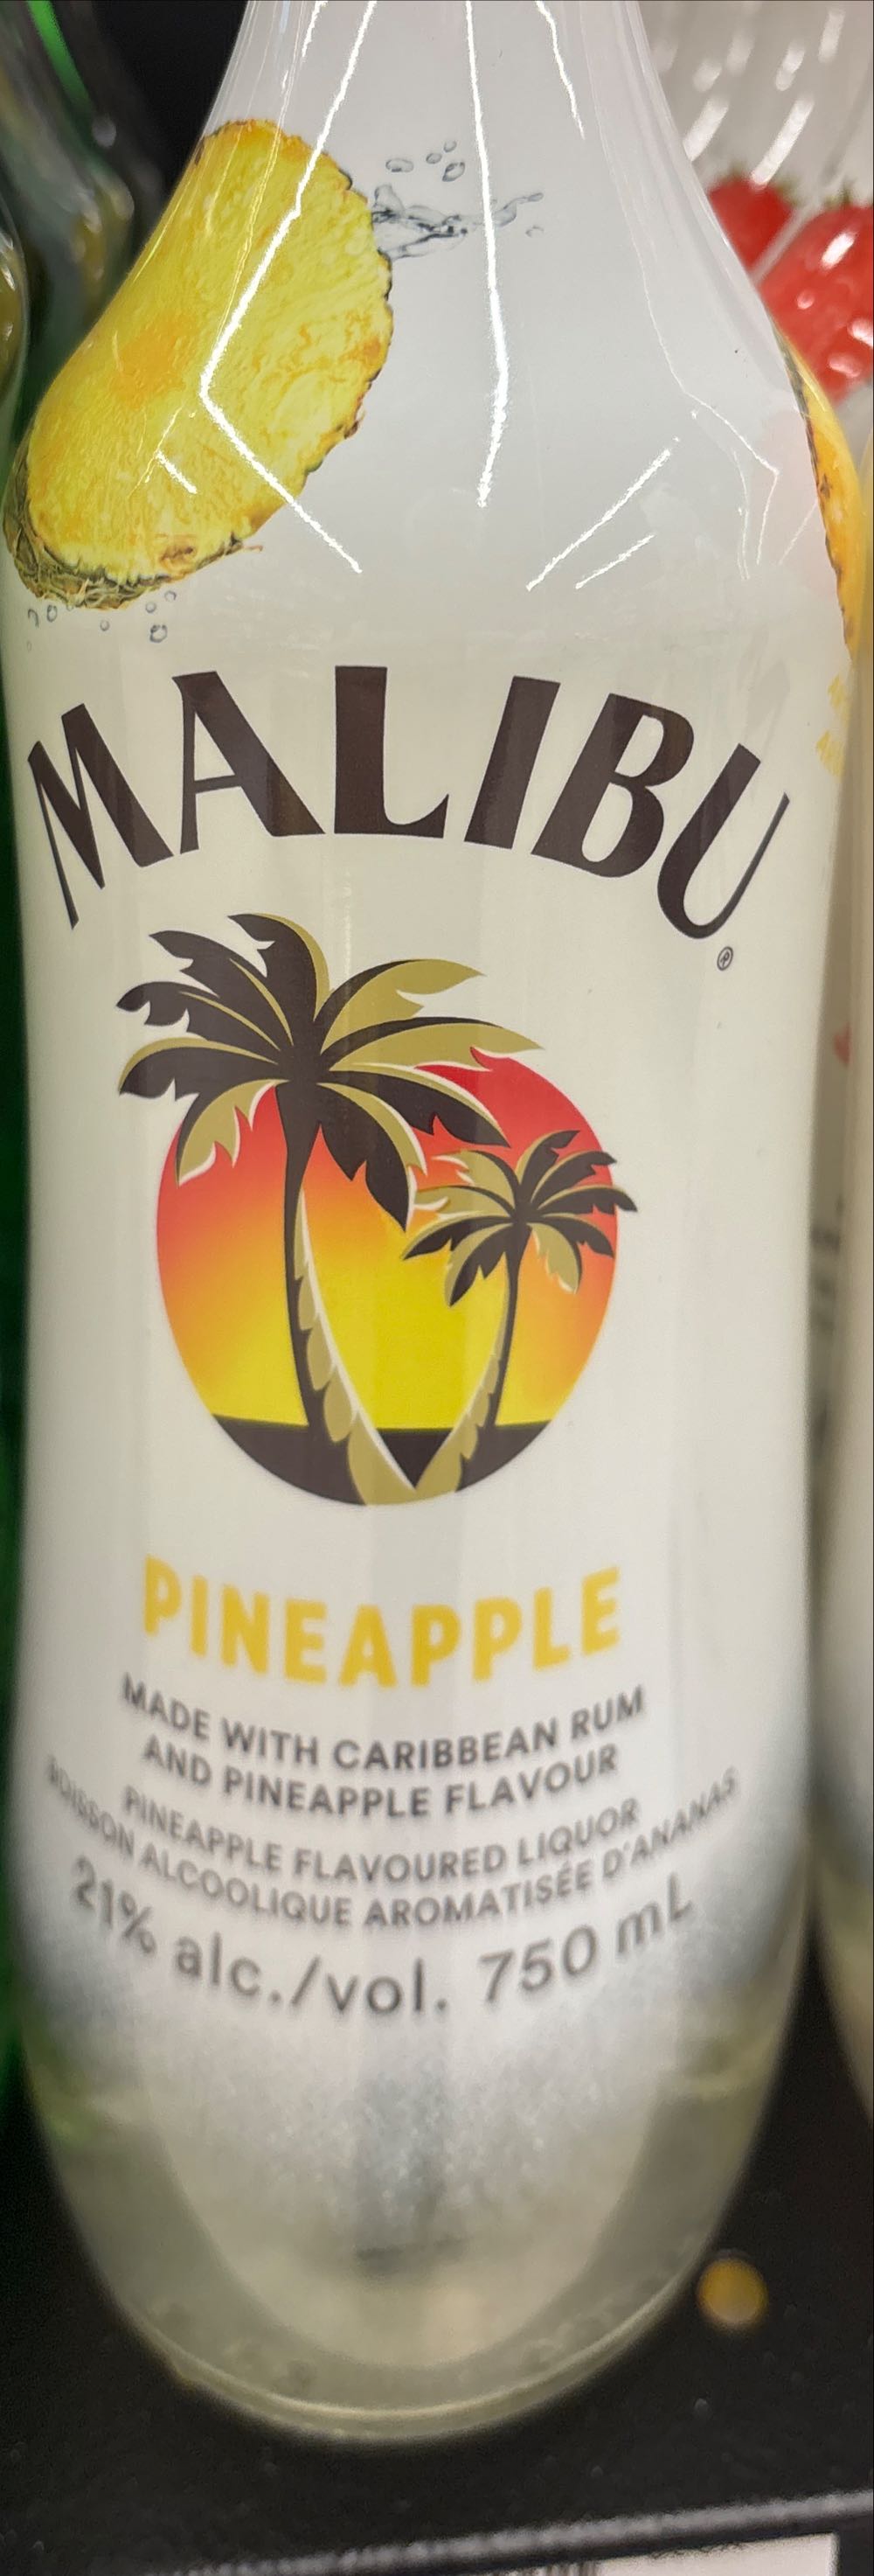 MALIBU
®
PINEAPPLE
MADE WITH CARIBBEAN RUM
AND PINEAPPLE FLAVOUR
PINEAPPLE FLAVOURED LIQUOR
BOISSON ALCOOLIQUE AROMATISÉE D'ANANAS
21% alc./vol. 750 mL